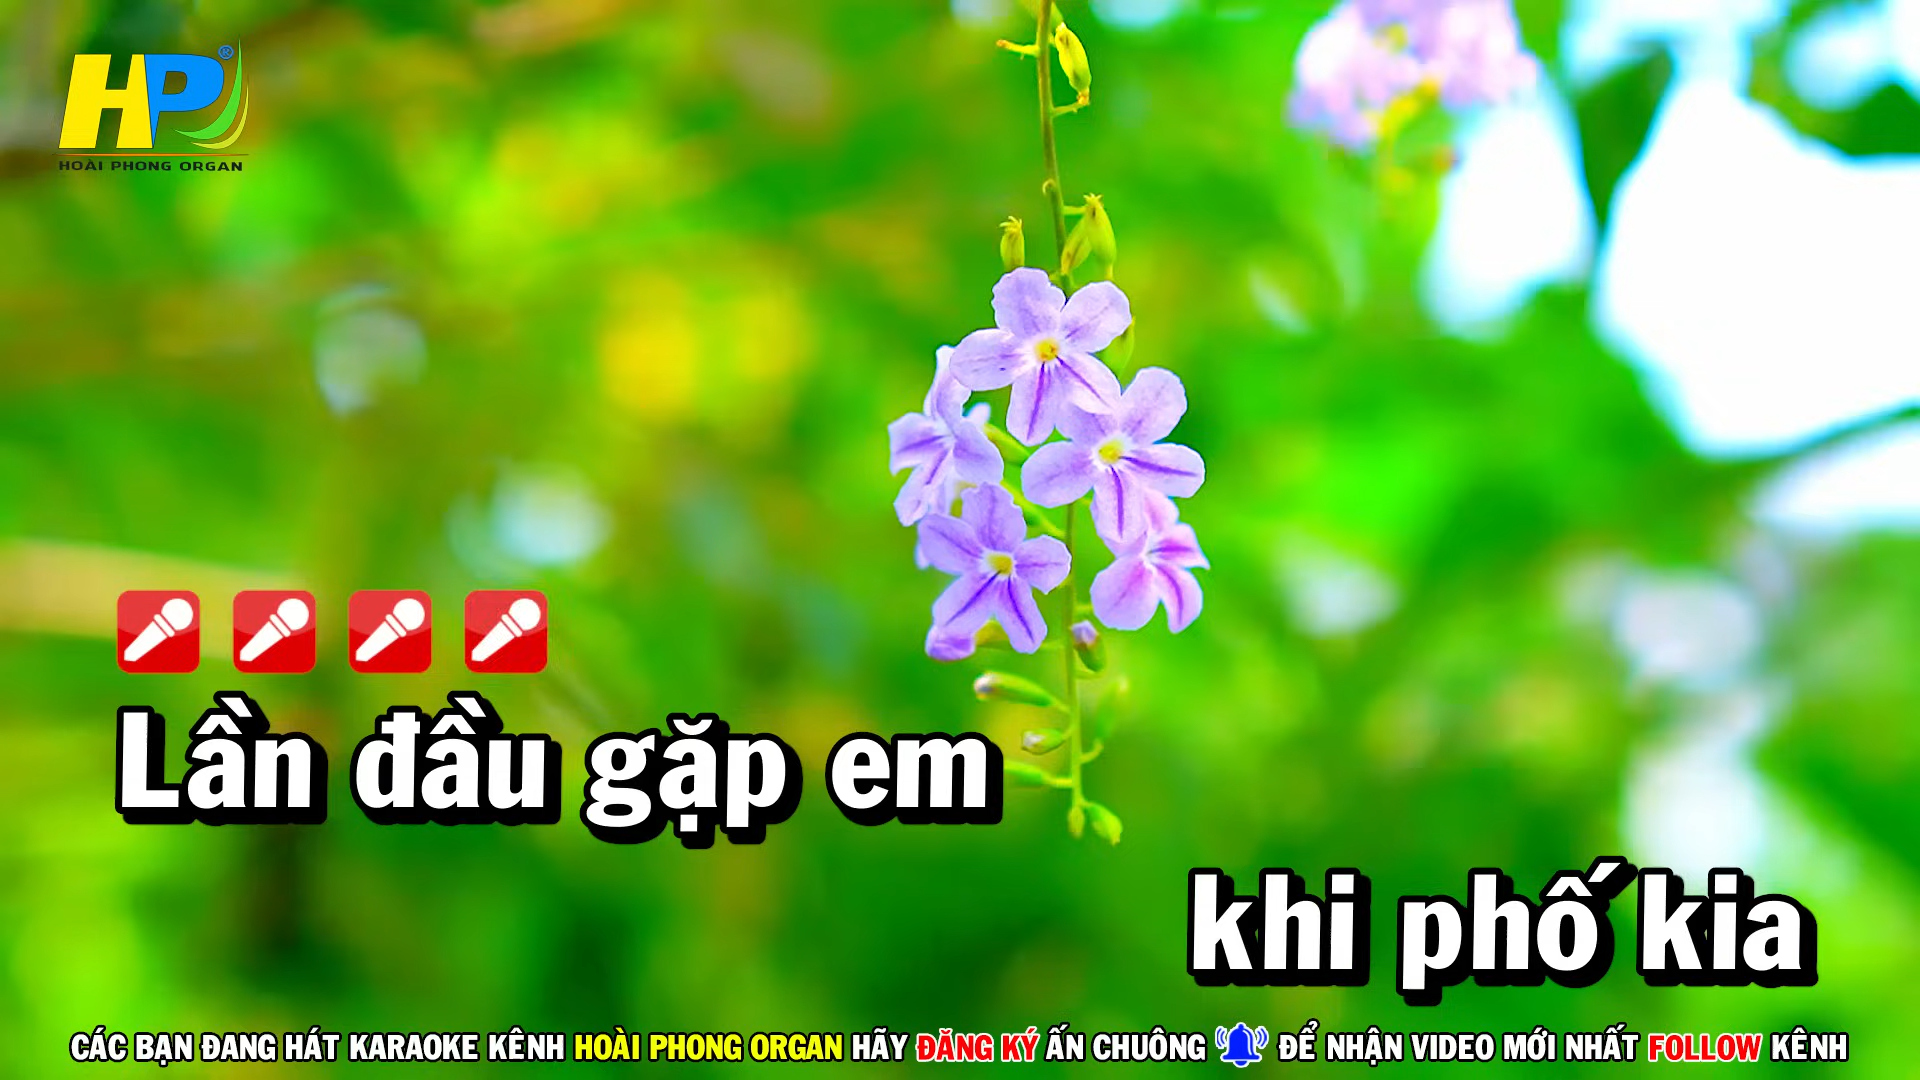 HP®
HOÀI PHONG ORGAN
Lần đầu gặp em
khi phố kia
CÁC BẠN ĐANG HÁT KARAOKE KÊNH HOÀI PHONG ORGAN HÃY ĐĂNG KÝ ẤN CHUÔNG ĐỂ NHẬN VIDEO MỚI NHẤT FOLLOW KÊNH